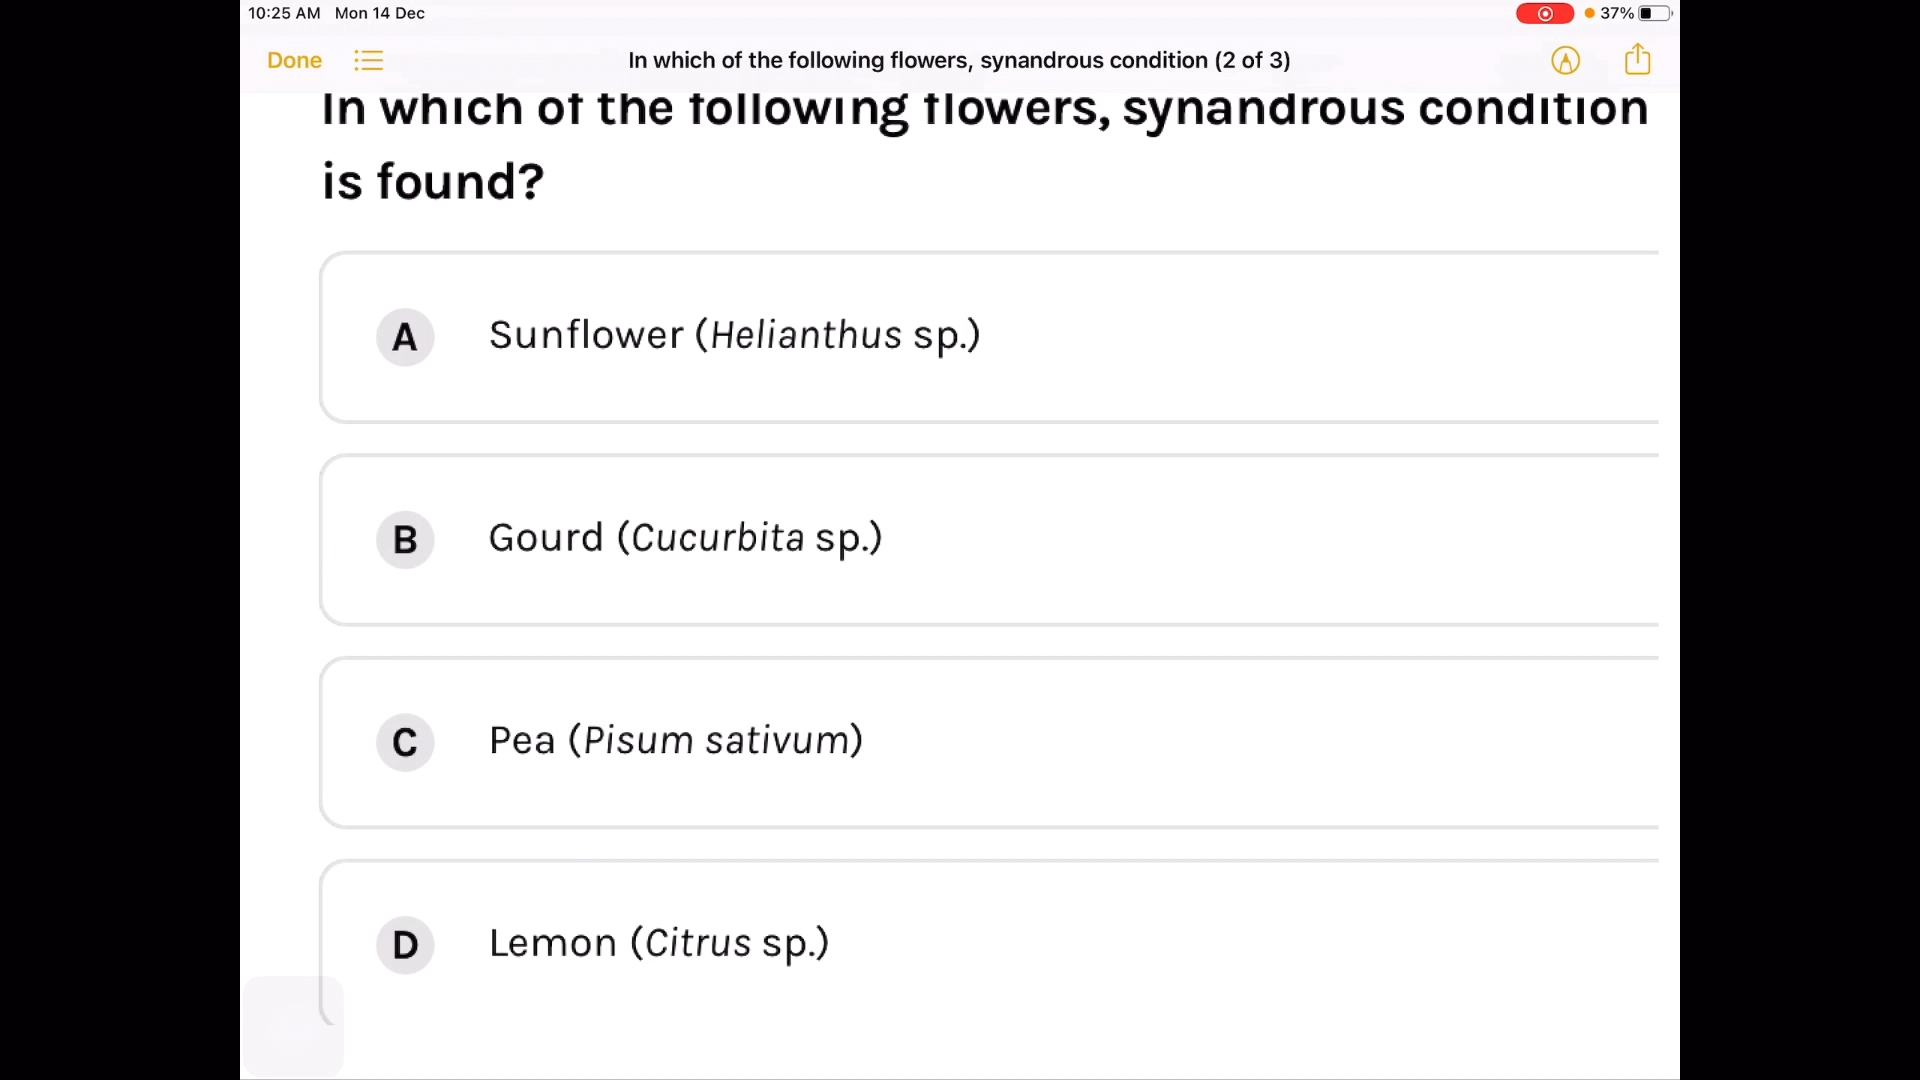 10:25 AM Mon 14 Dec
37%
Done
In which of the following flowers, synandrous condition (2 of 3)
In which of the following flowers, synandrous condition
is found?
A Sunflower (Helianthus sp.)
B Gourd (Cucurbita sp.)
C Pea (Pisum sativum)
D Lemon (Citrus sp.)